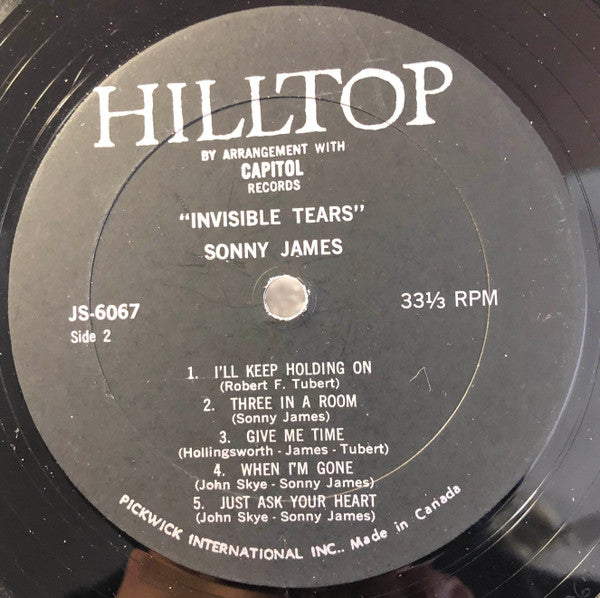 HILLTOP
BY ARRANGEMENT WITH
CAPITOL
RECORDS
"INVISIBLE TEARS"
SONNY JAMES
JS-6067
Side 2
33⅓ RPM
1. I'LL KEEP HOLDING ON
(Robert F. Tubert)
2. THREE IN A ROOM
(Sonny James)
3. GIVE ME TIME
(Hollingsworth - James - Tubert)
4. WHEN I'M GONE
(John Skye - Sonny James)
5. JUST ASK YOUR HEART
(John Skye - Sonny James)
PICKWICK INTERNATIONAL INC.. Made in Canada